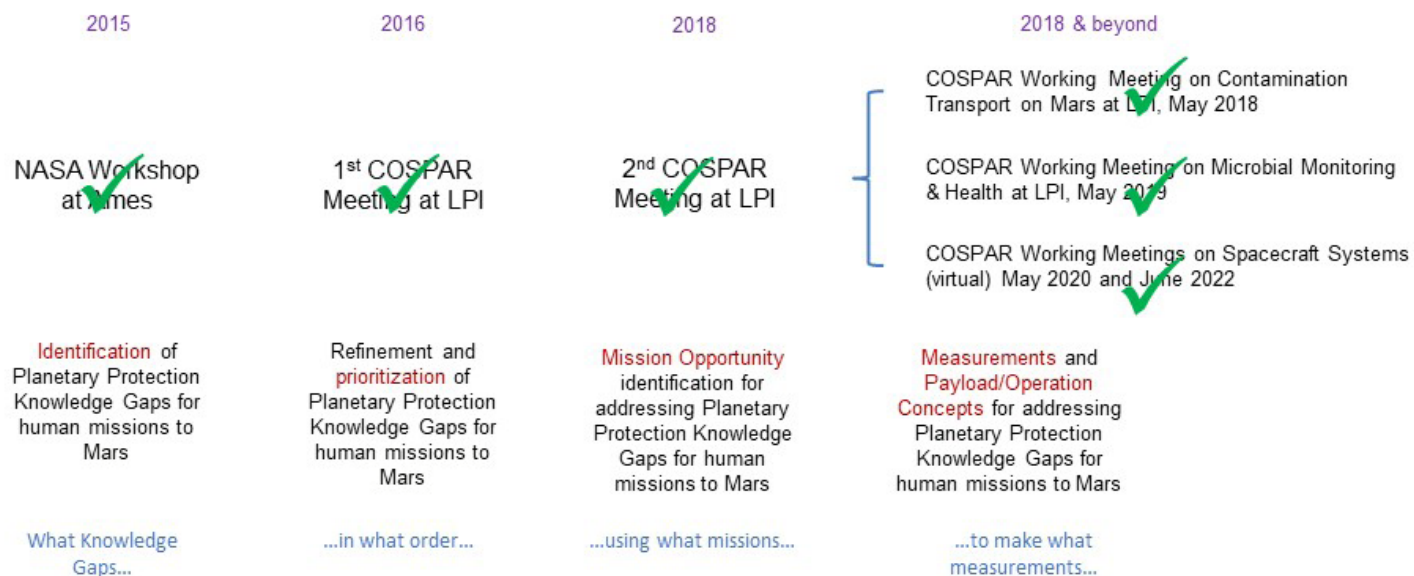 2015
2016
2018
2018 & beyond
NASA Workshop
at Ames
1st COSPAR
Meeting at LPI
2nd COSPAR
Meeting at LPI
COSPAR Working Meeting on Contamination
Transport on Mars at LPI, May 2018
COSPAR Working Meeting on Microbial Monitoring
& Health at LPI, May 2019
COSPAR Working Meetings on Spacecraft Systems
(virtual) May 2020 and June 2022
Identification of
Planetary Protection
Knowledge Gaps for
human missions to
Mars
Refinement and
prioritization of
Planetary Protection
Knowledge Gaps for
human missions to
Mars
Mission Opportunity
identification for
addressing Planetary
Protection Knowledge
Gaps for human
missions to Mars
Measurements and
Payload/Operation
Concepts for addressing
Planetary Protection
Knowledge Gaps for
human missions to Mars
What Knowledge
Gaps...
...in what order...
...using what missions...
...to make what
measurements...